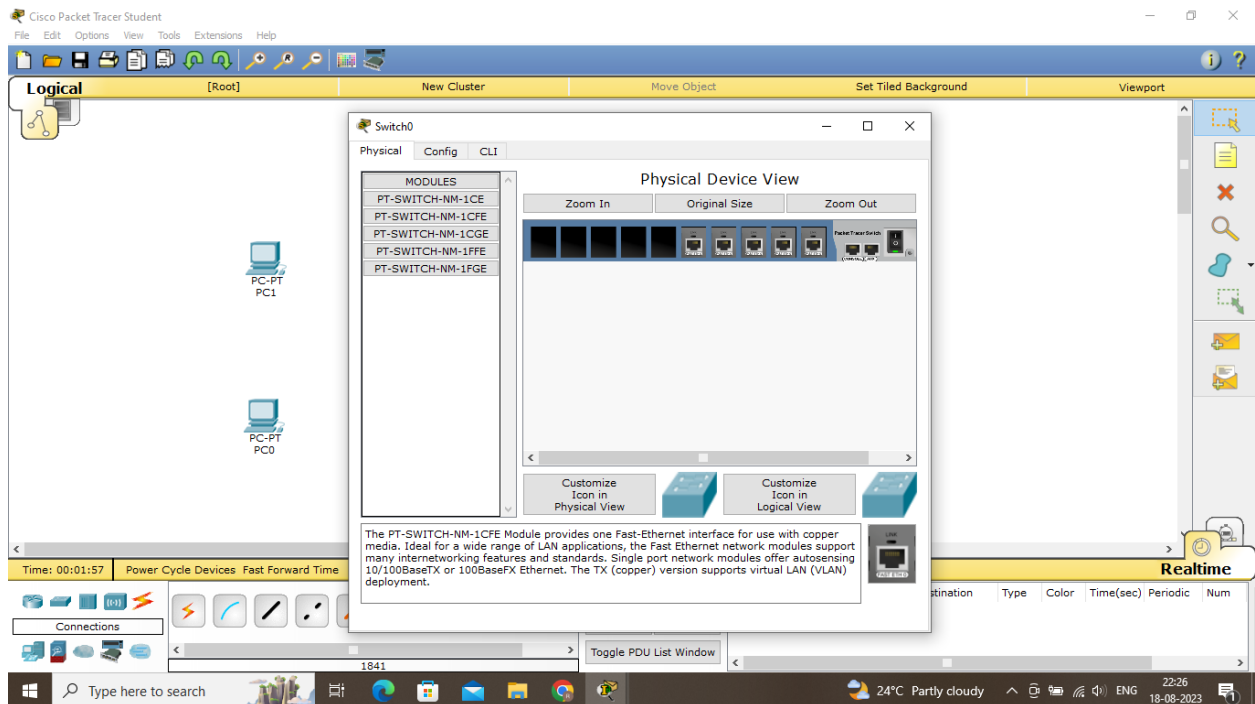 Cisco Packet Tracer Student
File Edit Options View Tools Extensions Help
Logical [Root] New Cluster Move Object Set Tiled Background Viewport
Switch0
Physical Config CLI
MODULES
PT-SWITCH-NM-1CE
PT-SWITCH-NM-1CFE
PT-SWITCH-NM-1CGE
PT-SWITCH-NM-1FFE
PT-SWITCH-NM-1FGE
Physical Device View
Zoom In Original Size Zoom Out
Customize
Icon in
Physical View
Customize
Icon in
Logical View
The PT-SWITCH-NM-1CFE Module provides one Fast-Ethernet interface for use with copper
media. Ideal for a wide range of LAN applications, the Fast Ethernet network modules support
many internetworking features and standards. Single port network modules offer autosensing
10/100BaseTX or 100BaseFX Ethernet. The TX (copper) version supports virtual LAN (VLAN)
deployment.
PC-PT
PC1
PC-PT
PC0
Time: 00:01:57 Power Cycle Devices Fast Forward Time
Realtime
Connections
1841
Toggle PDU List Window
stination Type Color Time(sec) Periodic Num
Type here to search
24°C Partly cloudy
ENG
22:26
18-08-2023